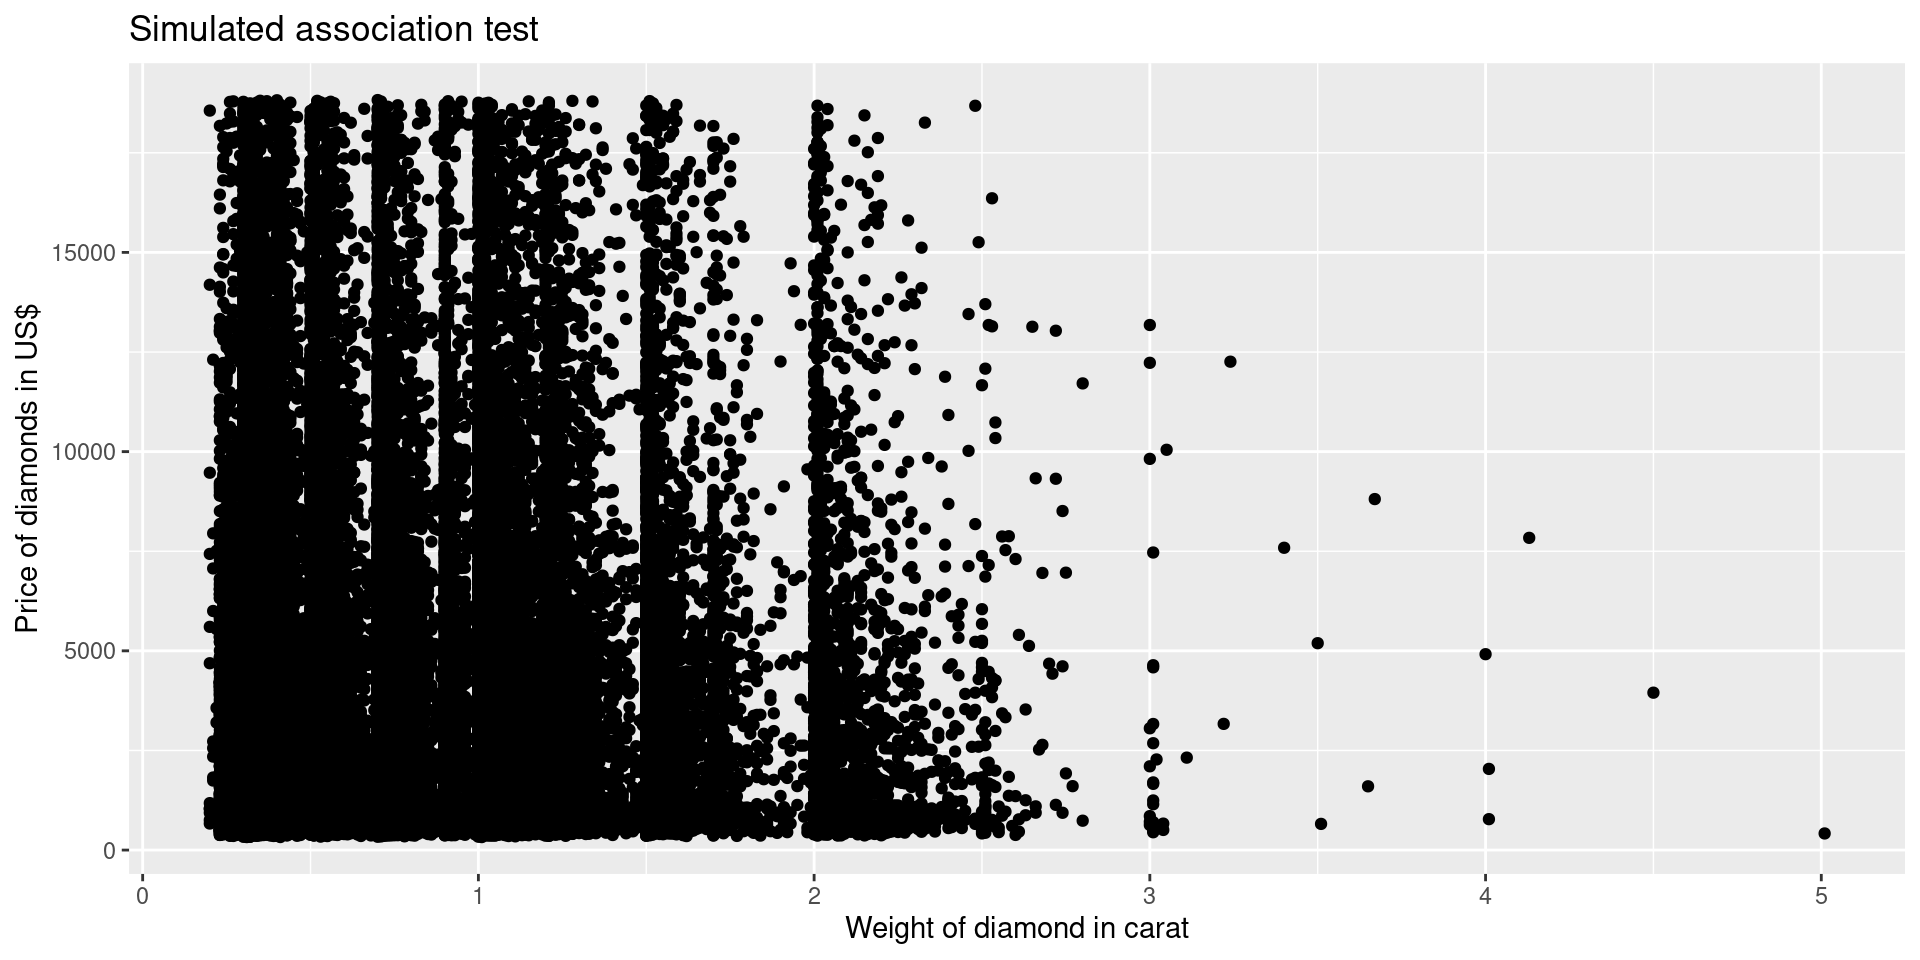 Simulated association test
Price of diamonds in US$
15000
10000
5000
0
0 1 2 3 4 5
Weight of diamond in carat